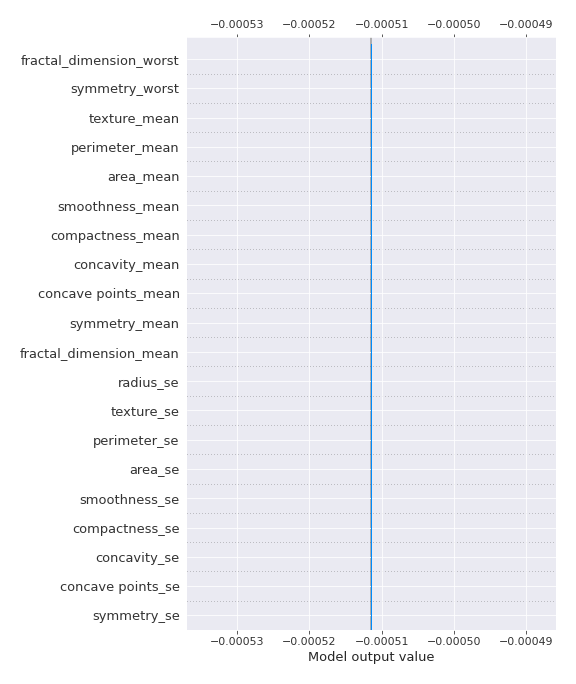 −0.00053 −0.00052 −0.00051 −0.00050 −0.00049
fractal_dimension_worst
symmetry_worst
texture_mean
perimeter_mean
area_mean
smoothness_mean
compactness_mean
concavity_mean
concave points_mean
symmetry_mean
fractal_dimension_mean
radius_se
texture_se
perimeter_se
area_se
smoothness_se
compactness_se
concavity_se
concave points_se
symmetry_se
−0.00053 −0.00052 −0.00051 −0.00050 −0.00049
Model output value